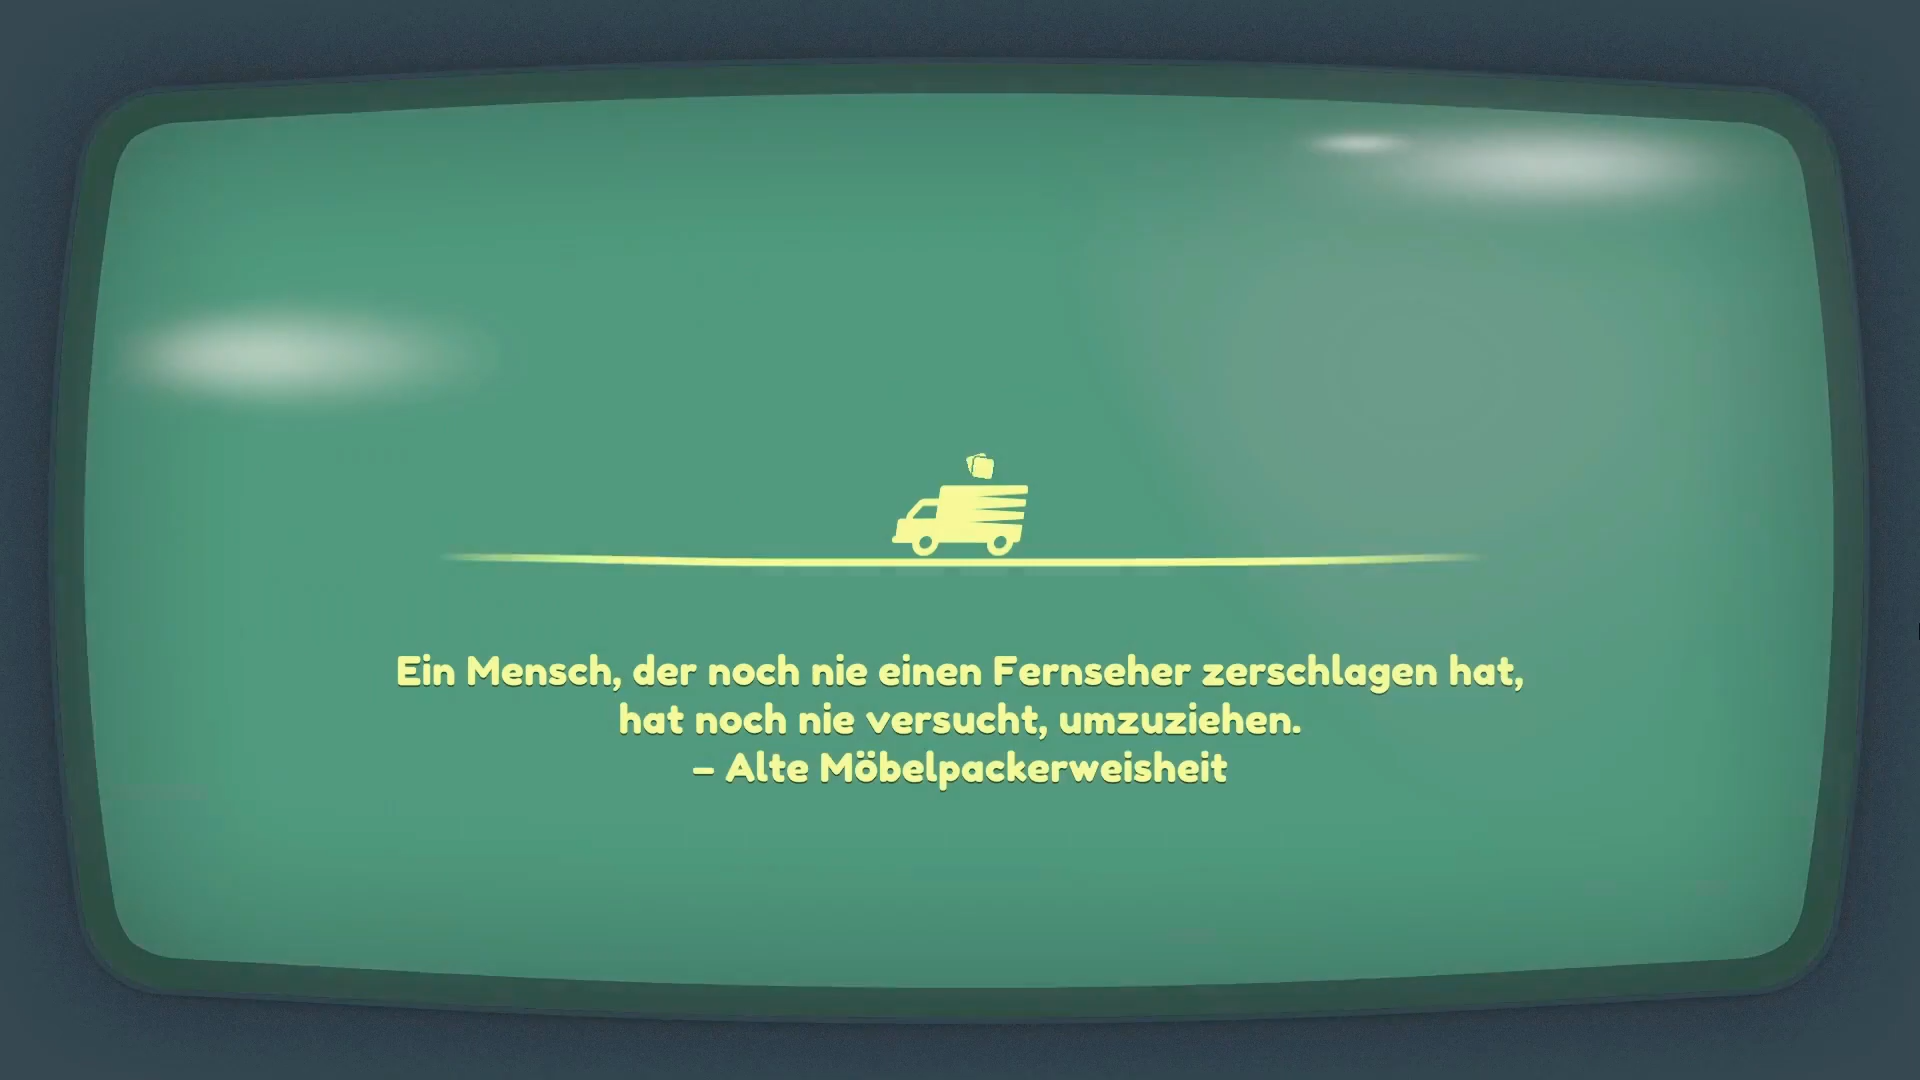 Ein Mensch, der noch nie einen Fernseher zerschlagen hat,
hat noch nie versucht, umzuziehen.
– Alte Möbelpackerweisheit